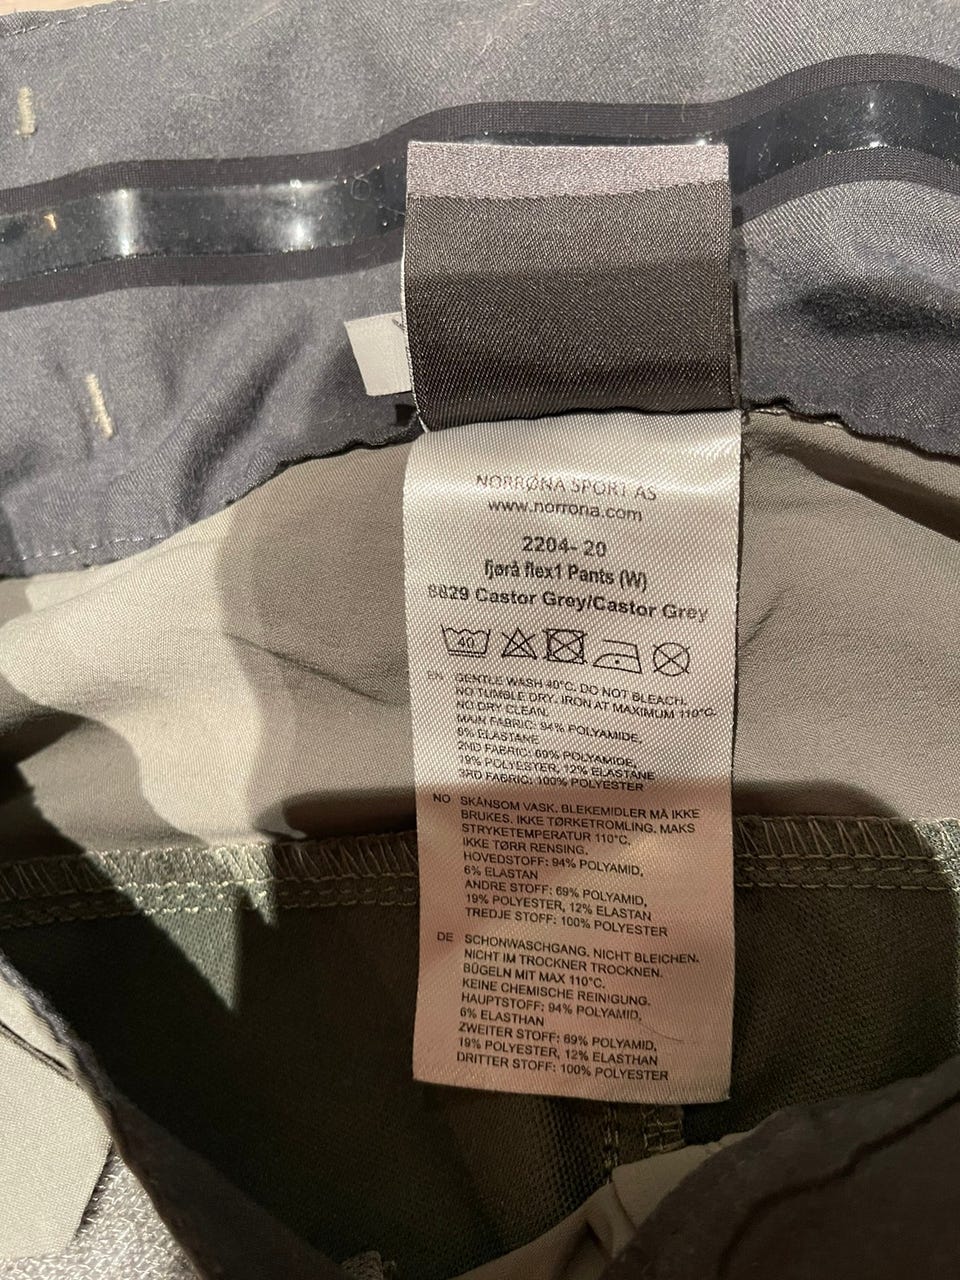 NORRØNA SPORT AS
www.norrona.com
2204- 20
fjørå flex1 Pants (W)
8829 Castor Grey/Castor Grey
40
EN GENTLE WASH 40°C. DO NOT BLEACH.
NO TUMBLE DRY. IRON AT MAXIMUM 110°C.
NO DRY CLEAN.
MAIN FABRIC: 94% POLYAMIDE,
6% ELASTANE
2ND FABRIC: 69% POLYAMIDE,
19% POLYESTER, 12% ELASTANE
3RD FABRIC: 100% POLYESTER
NO SKÅNSOM VASK. BLEKEMIDLER MÅ IKKE
BRUKES. IKKE TØRKETROMLING. MAKS
STRYKETEMPERATUR 110°C.
IKKE TØRR RENSING.
HOVEDSTOFF: 94% POLYAMID,
6% ELASTAN
ANDRE STOFF: 69% POLYAMID,
19% POLYESTER, 12% ELASTAN
TREDJE STOFF: 100% POLYESTER
DE SCHONWASCHGANG. NICHT BLEICHEN.
NICHT IM TROCKNER TROCKNEN.
BÜGELN MIT MAX 110°C.
KEINE CHEMISCHE REINIGUNG.
HAUPTSTOFF: 94% POLYAMID,
6% ELASTHAN
ZWEITER STOFF: 69% POLYAMID,
19% POLYESTER, 12% ELASTHAN
DRITTER STOFF: 100% POLYESTER